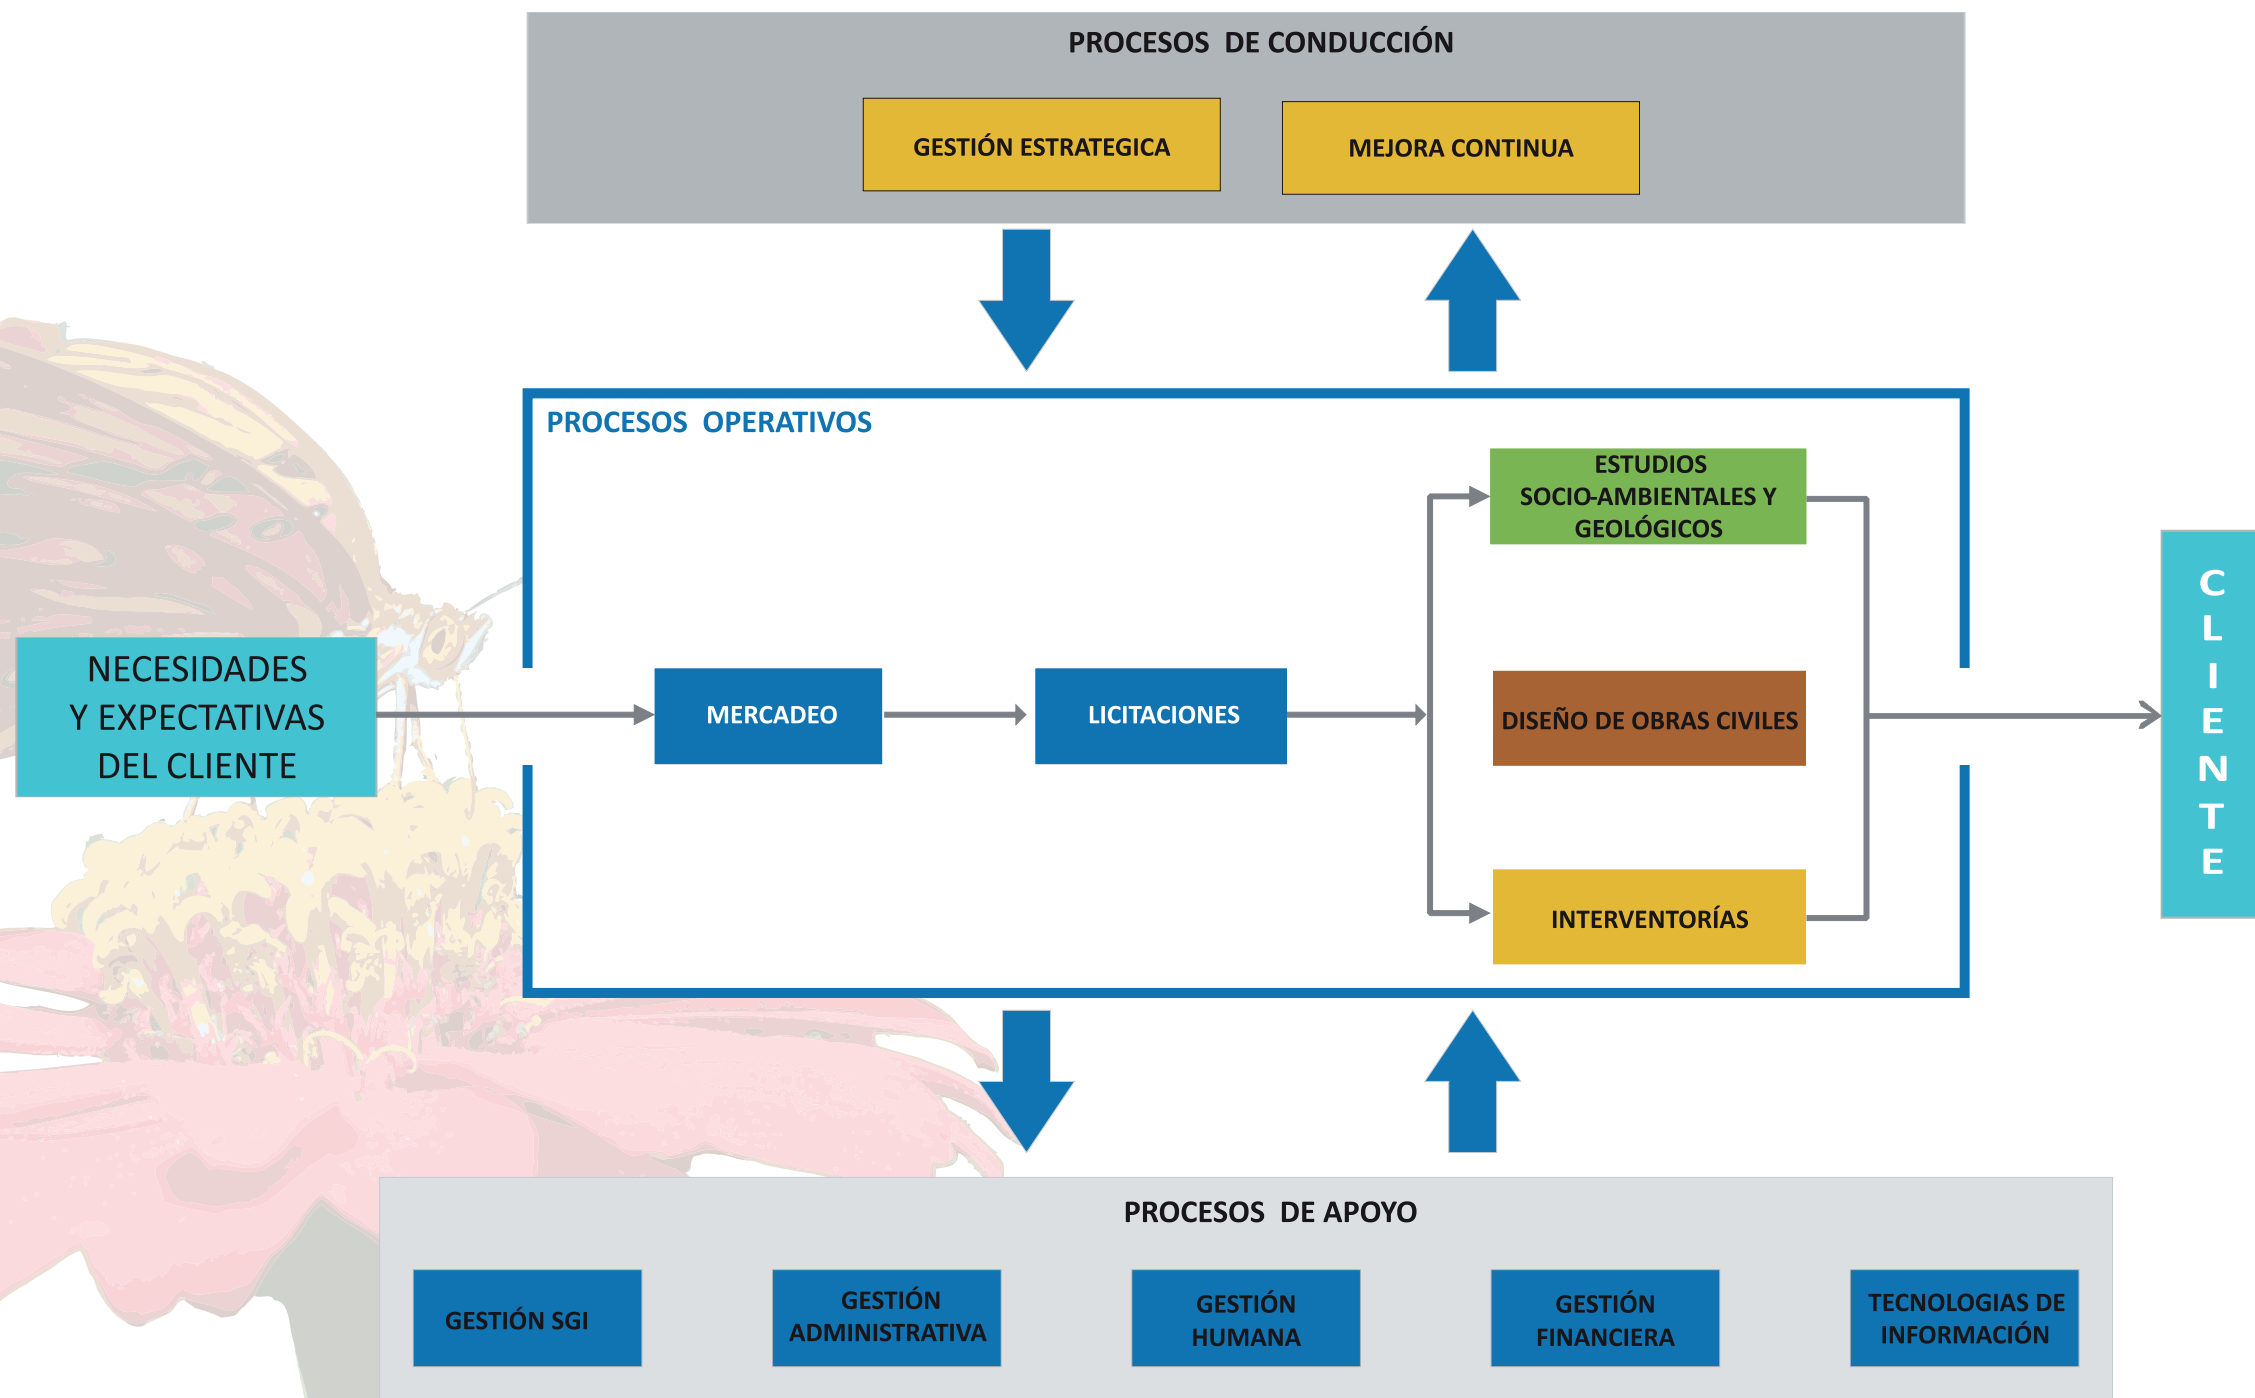 PROCESOS DE CONDUCCIÓN
GESTIÓN ESTRATEGICA
MEJORA CONTINUA
PROCESOS OPERATIVOS
NECESIDADES
Y EXPECTATIVAS
DEL CLIENTE
MERCADEO
LICITACIONES
ESTUDIOS
SOCIO-AMBIENTALES Y
GEOLÓGICOS
DISEÑO DE OBRAS CIVILES
INTERVENTORÍAS
CLIENTE
PROCESOS DE APOYO
GESTIÓN SGI
GESTIÓN
ADMINISTRATIVA
GESTIÓN
HUMANA
GESTIÓN
FINANCIERA
TECNOLOGIAS DE
INFORMACIÓN